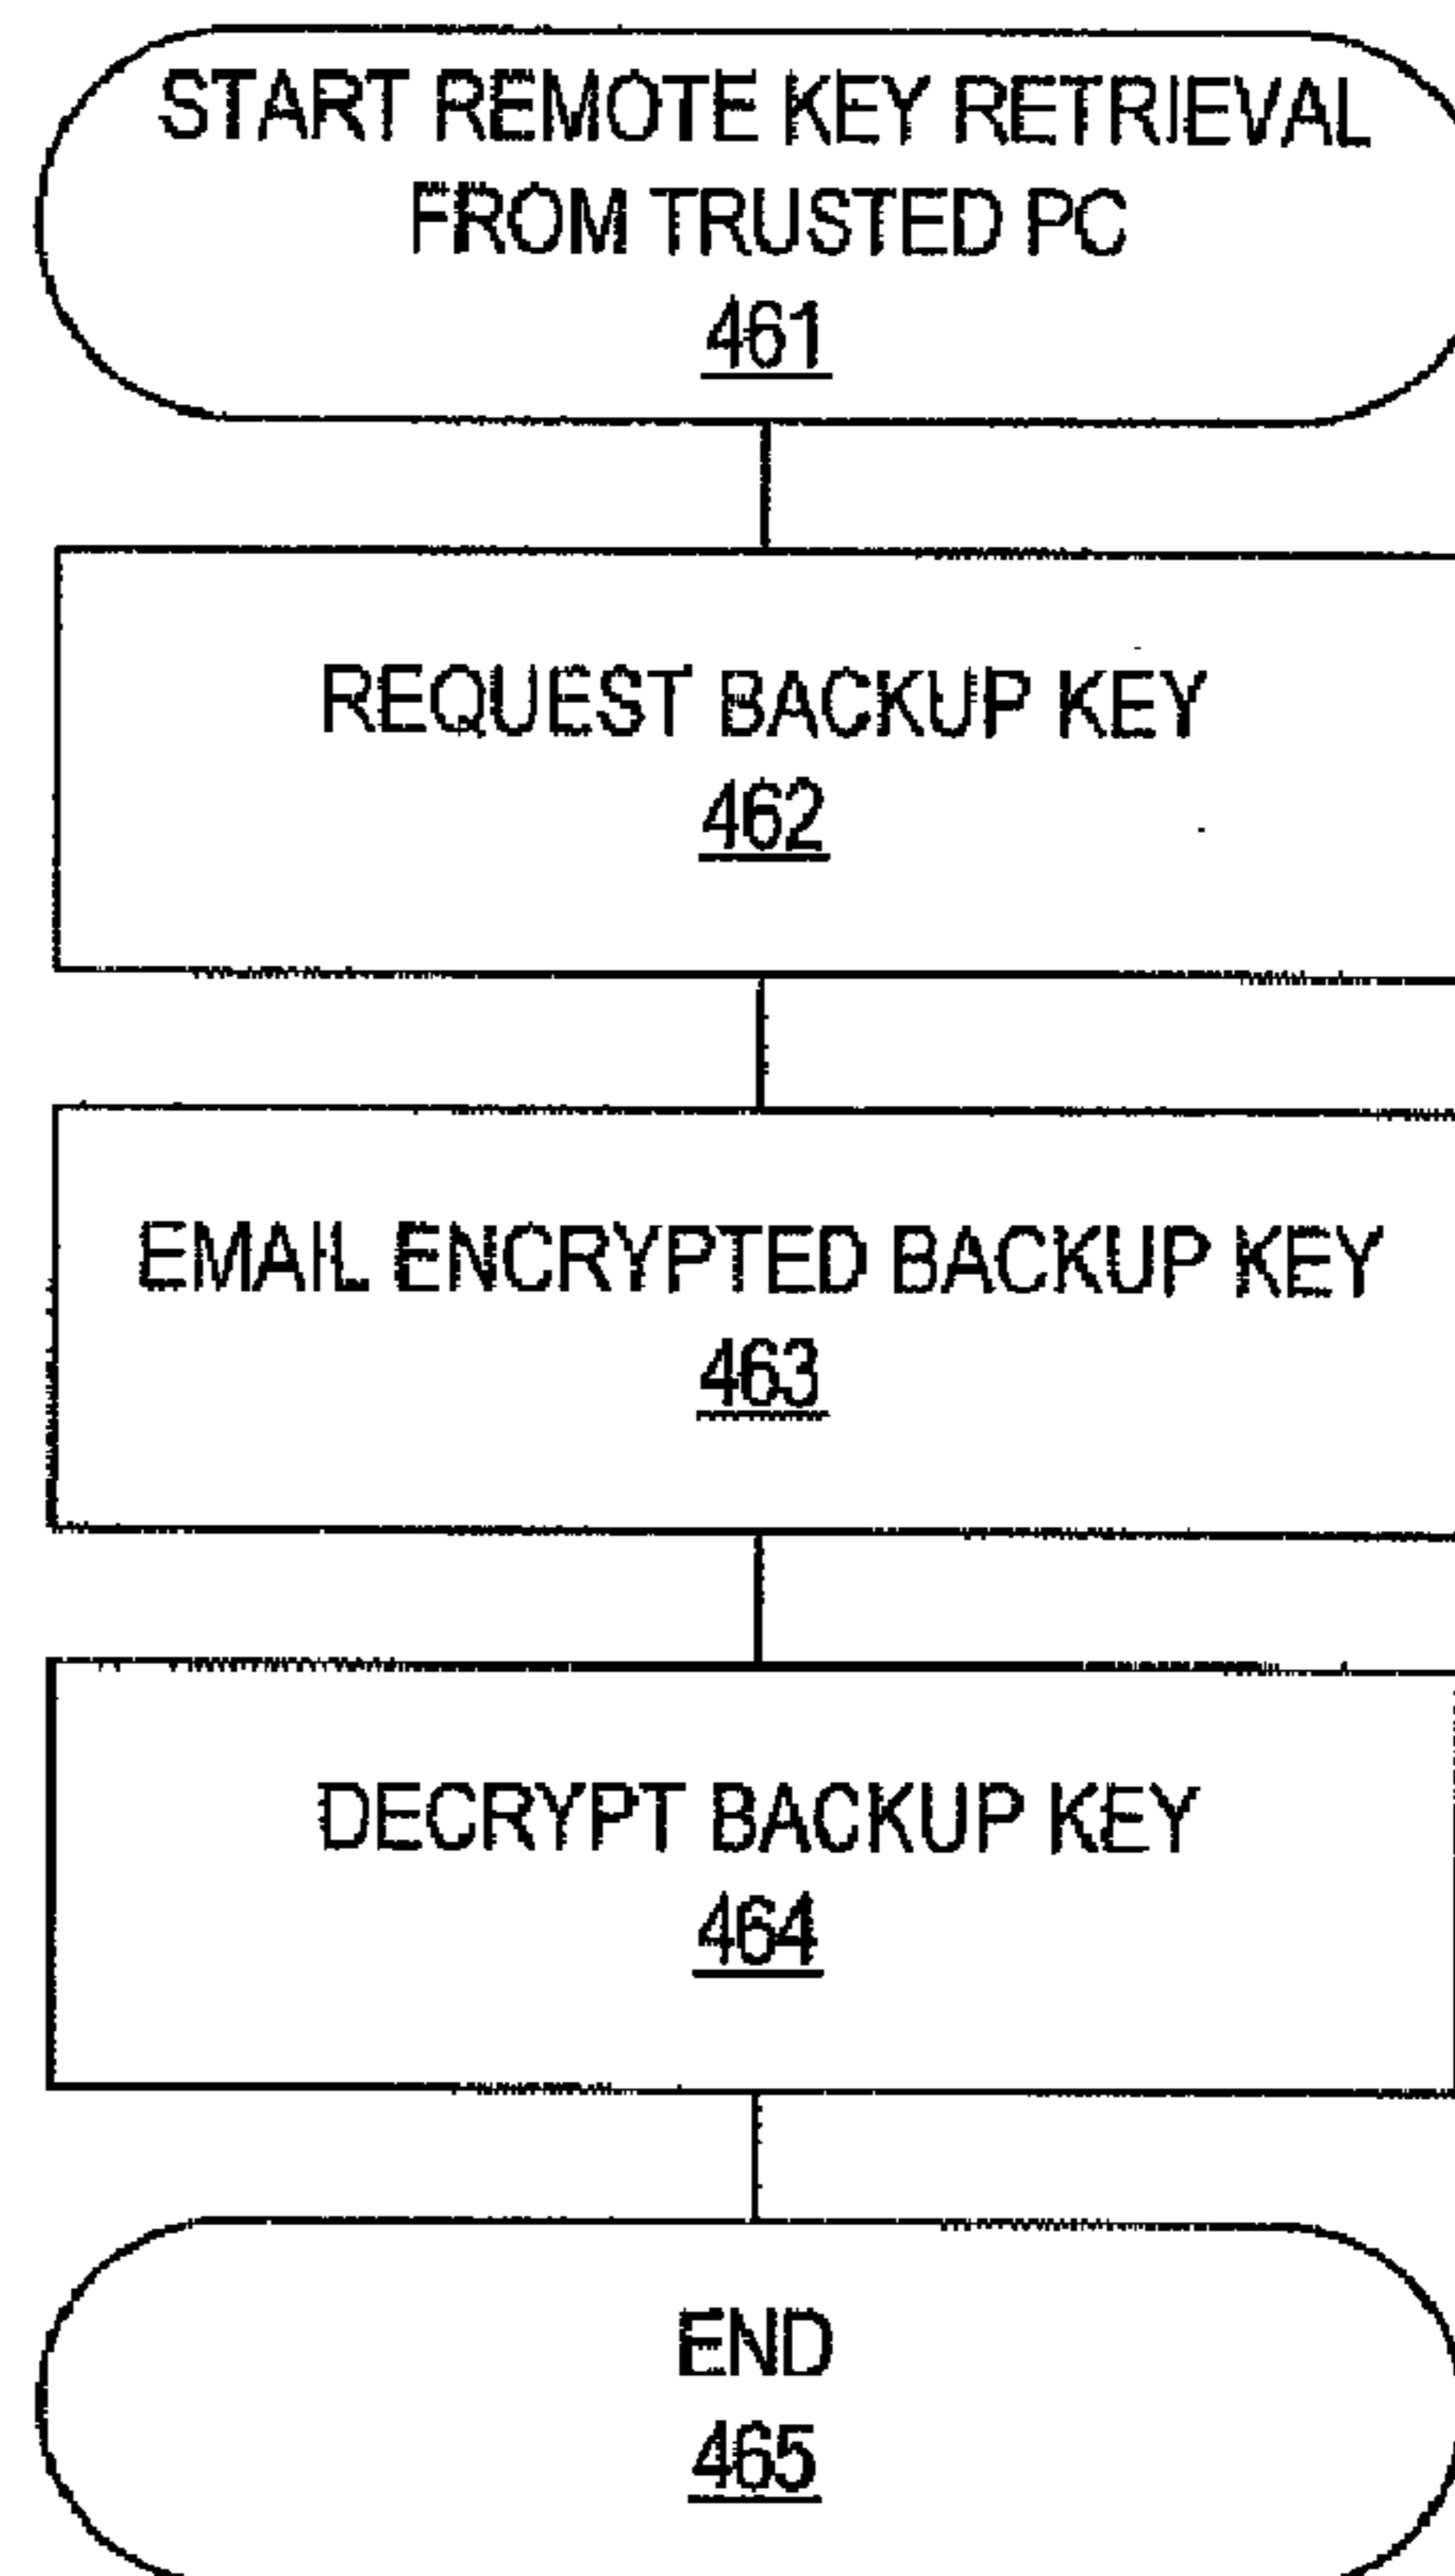 START REMOTE KEY RETRIEVAL
FROM TRUSTED PC
461
REQUEST BACKUP KEY
462
EMAIL ENCRYPTED BACKUP KEY
463
DECRYPT BACKUP KEY
464
END
465